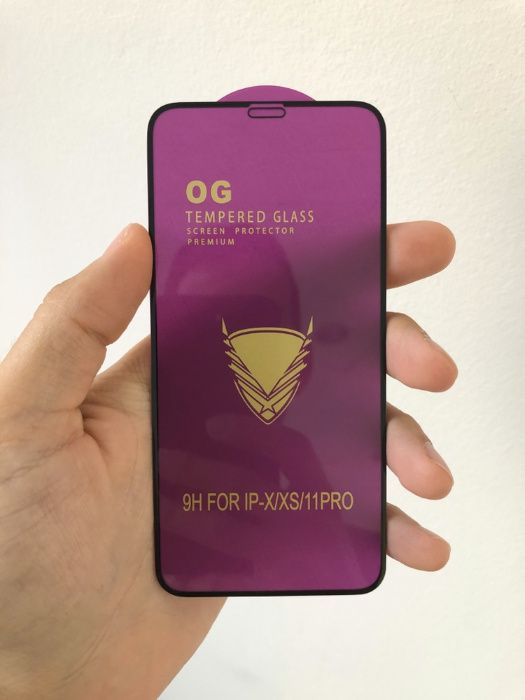 OG
TEMPERED GLASS
SCREEN PROTECTOR
PREMIUM
9H FOR IP-X/XS/11PRO